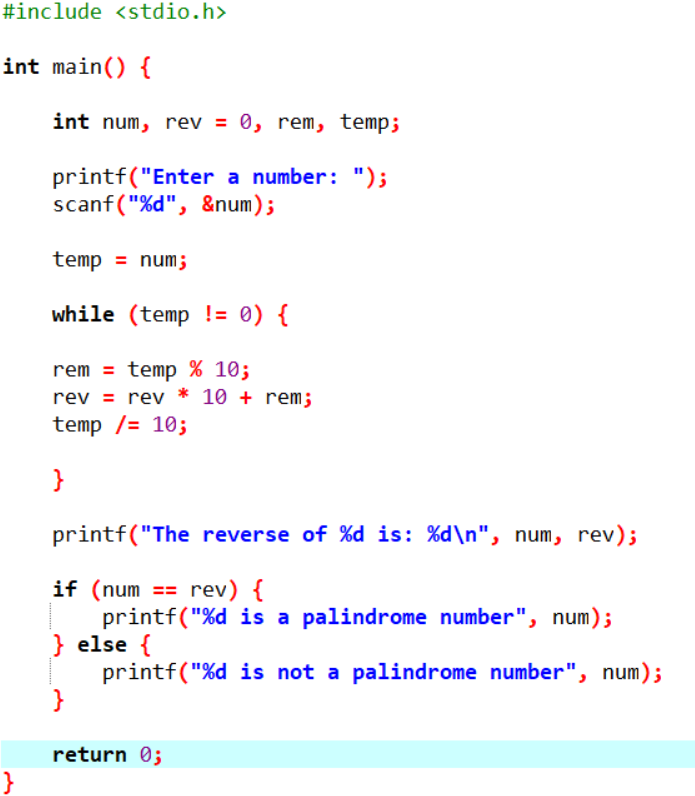 #include <stdio.h>
int main() {
int num, rev = 0, rem, temp;
printf("Enter a number: ");
scanf("%d", &num);
temp = num;
while (temp != 0) {
rem = temp % 10;
rev = rev * 10 + rem;
temp /= 10;
}
printf("The reverse of %d is: %d\n", num, rev);
if (num == rev) {
printf("%d is a palindrome number", num);
} else {
printf("%d is not a palindrome number", num);
}
return 0;
}